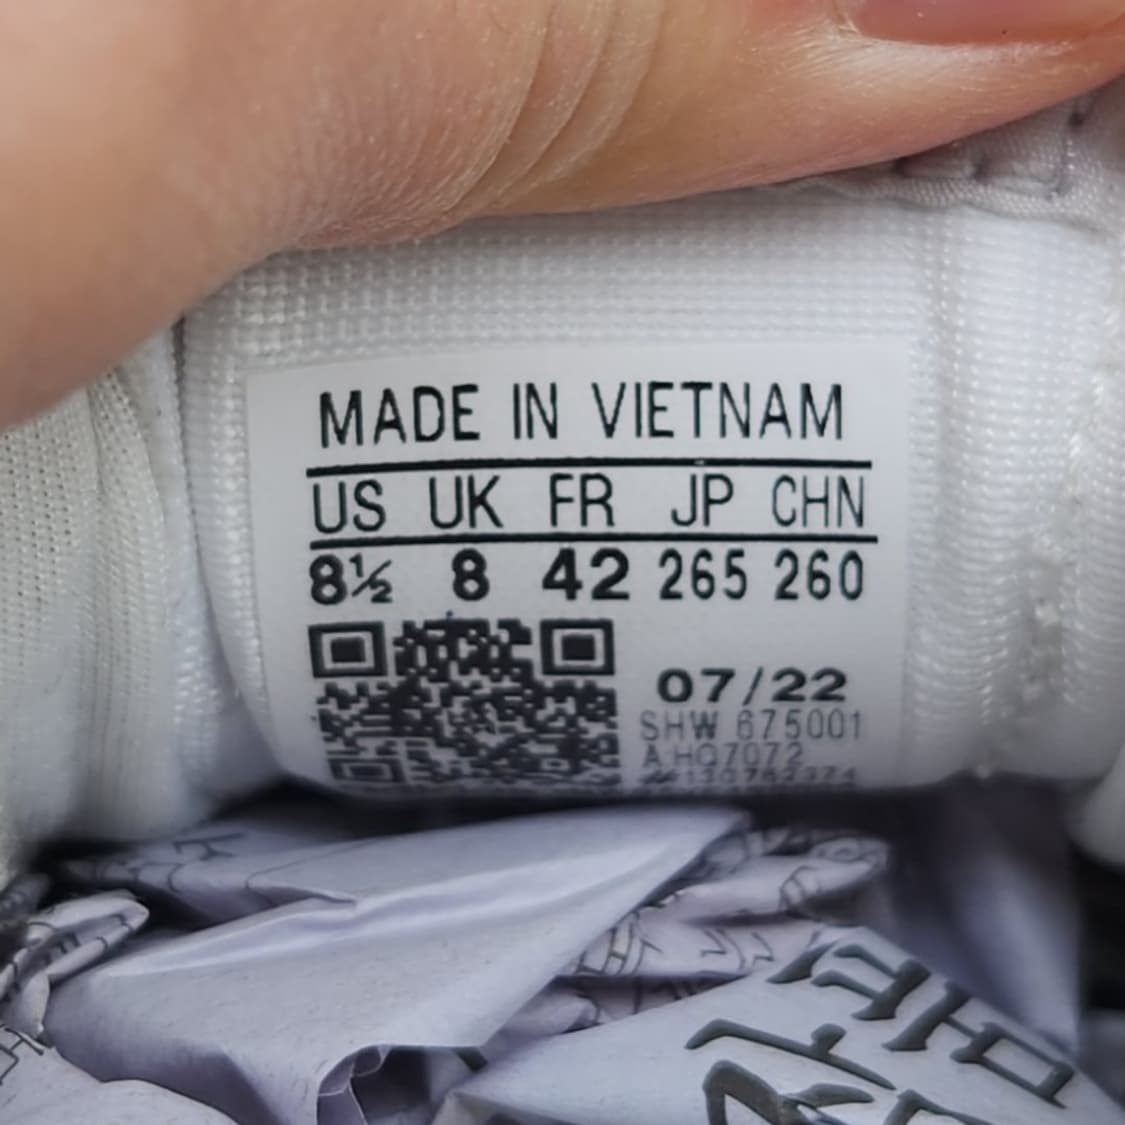 MADE IN VIETNAM
US UK FR JP CHN
8½ 8 42 265 260
07/22
SHW 675001
A HQ7072